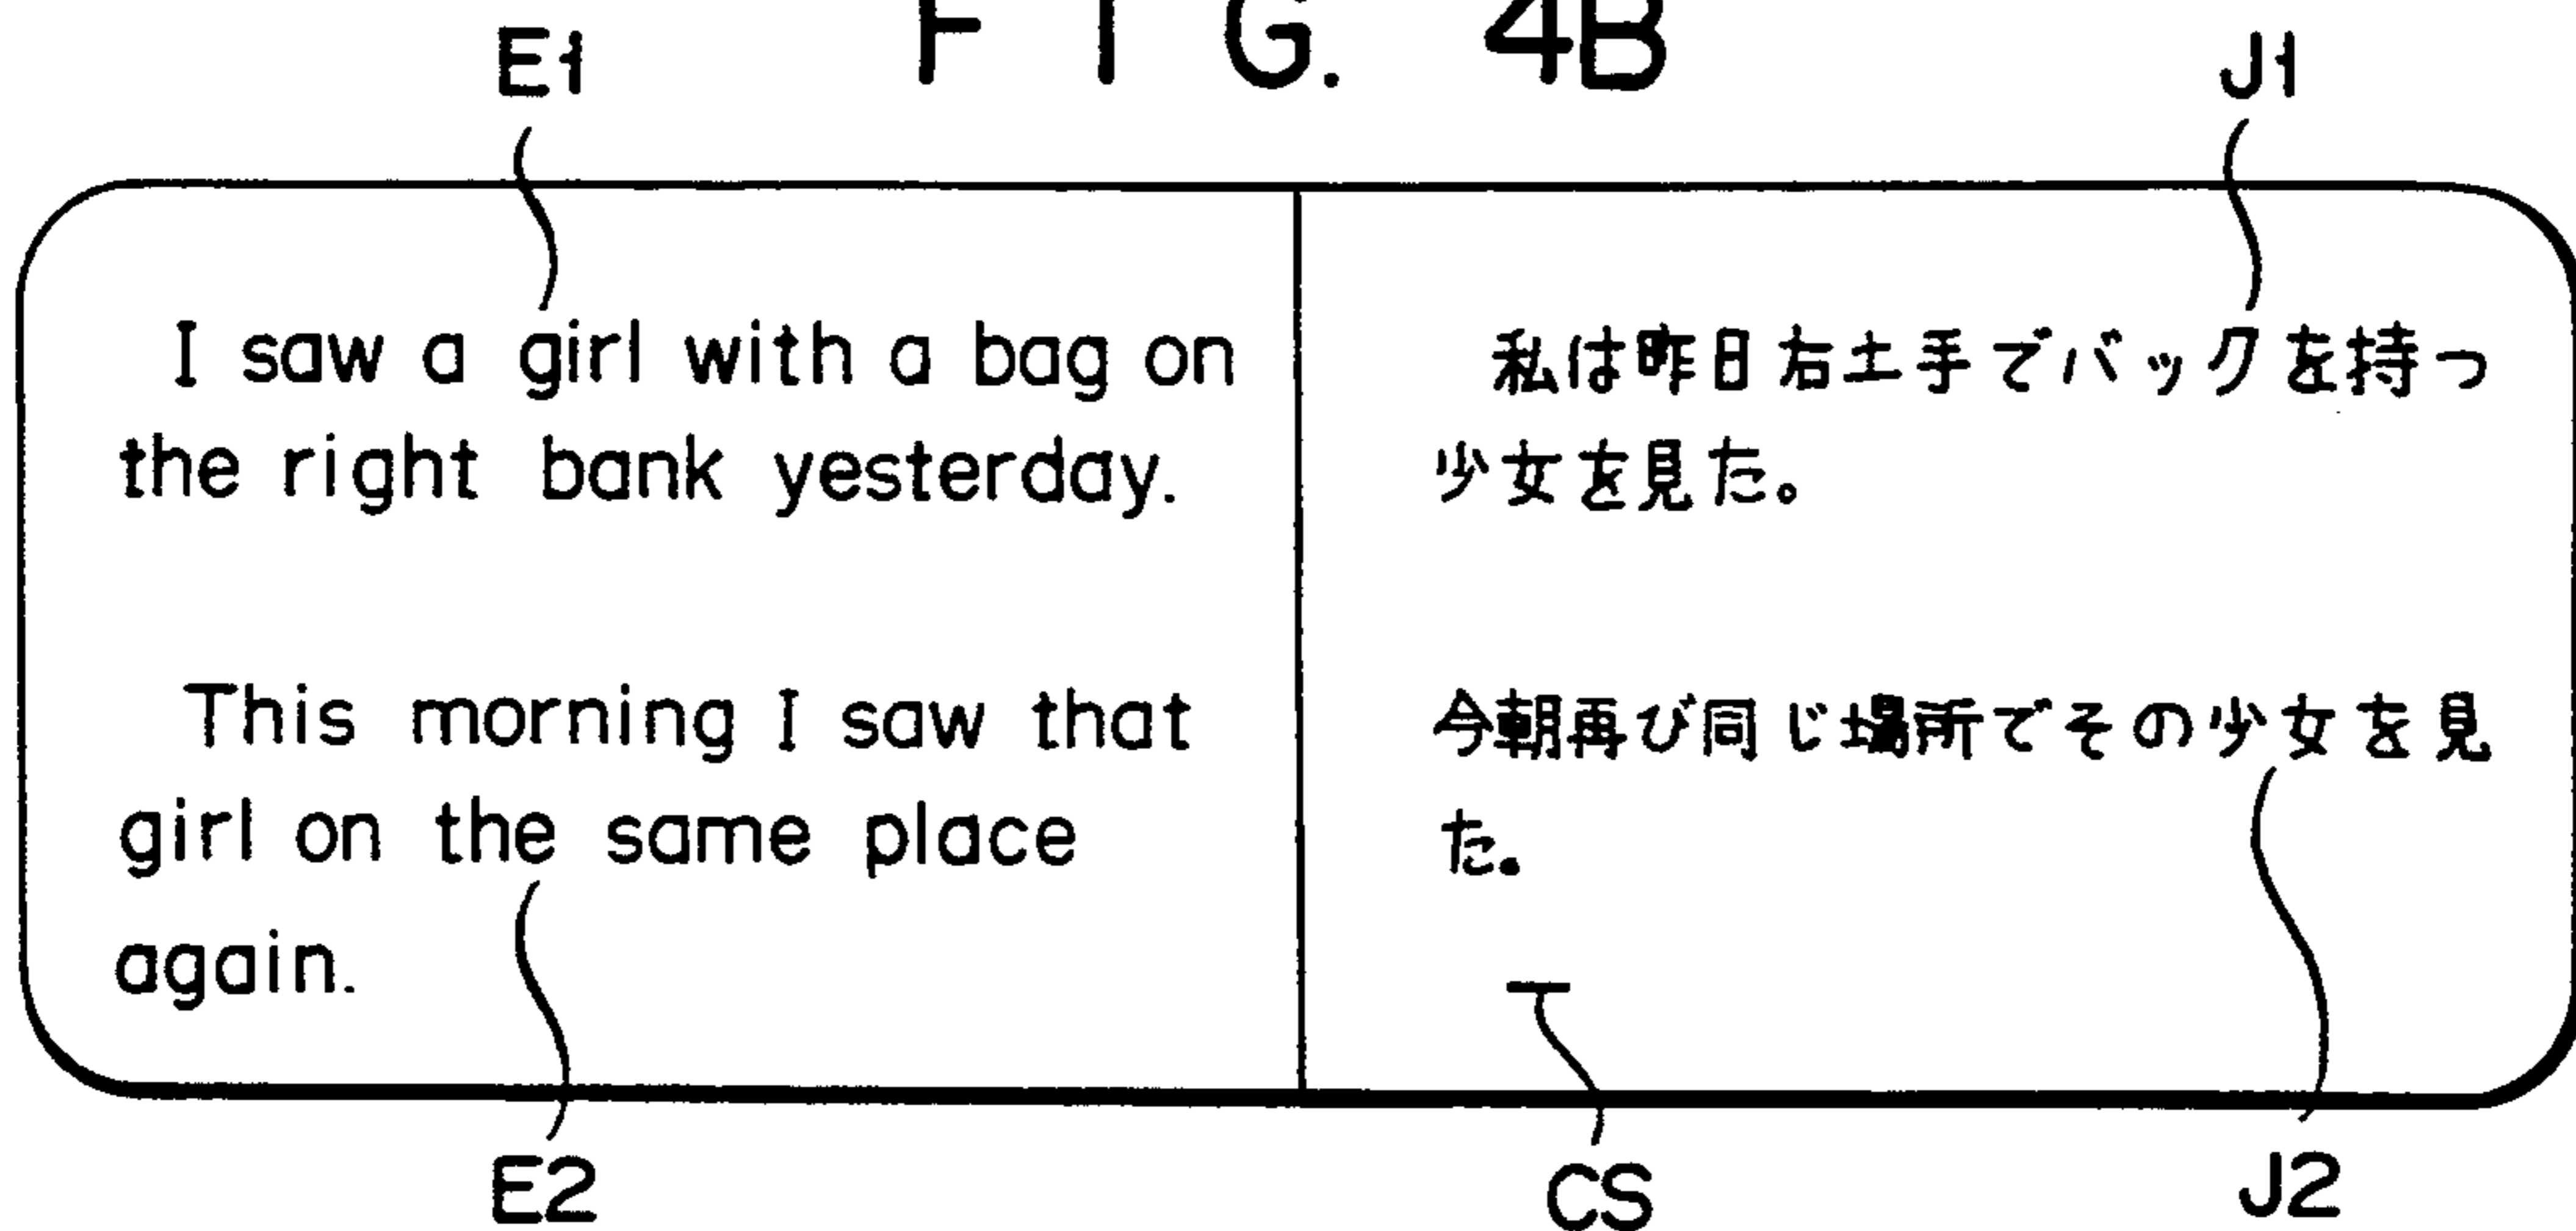 FIG. 4B
E1
J1
I saw a girl with a bag on
the right bank yesterday.
This morning I saw that
girl on the same place
again.
私は昨日右土手でバックを持つ
少女を見た。
今朝再び同じ場所でその少女を見
た。
E2
CS
J2